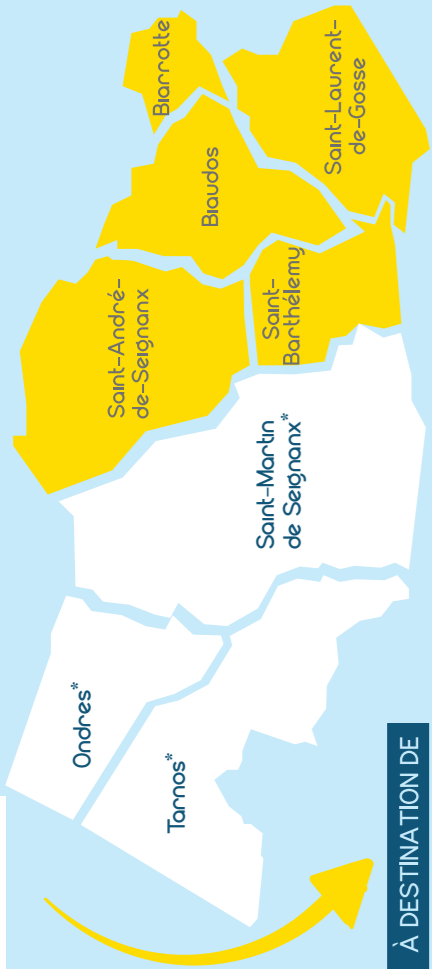 Ondres*
Tarnos*
Saint-Martin
de Seignanx*
Saint-André-
de-Seignanx
Saint-
Barthélemy
Biaudos
Biarrotte
Saint-Laurent-
de-Gosse
À DESTINATION DE